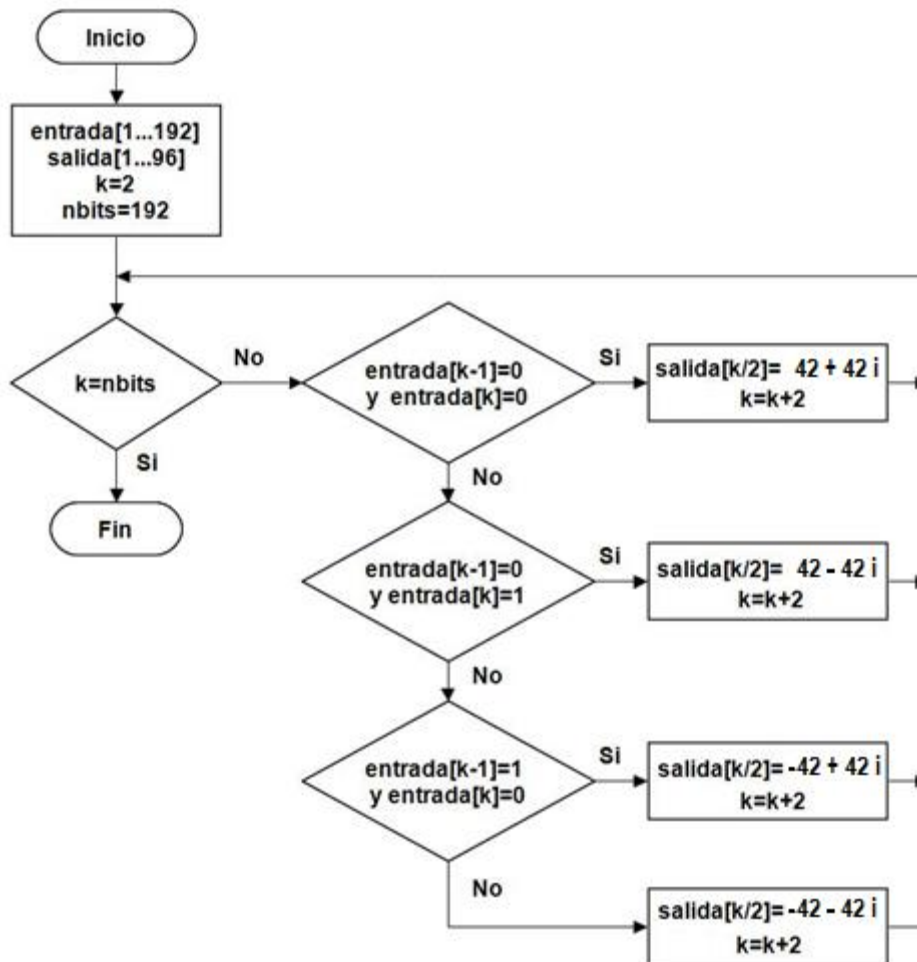 Inicio
entrada[1...192]
salida[1...96]
k=2
nbits=192
k=nbits
No
Si
Fin
entrada[k-1]=0
y entrada[k]=0
Si
salida[k/2]= 42 + 42 i
k=k+2
No
entrada[k-1]=0
y entrada[k]=1
Si
salida[k/2]= 42 - 42 i
k=k+2
No
entrada[k-1]=1
y entrada[k]=0
Si
salida[k/2]= -42 + 42 i
k=k+2
No
salida[k/2]= -42 - 42 i
k=k+2